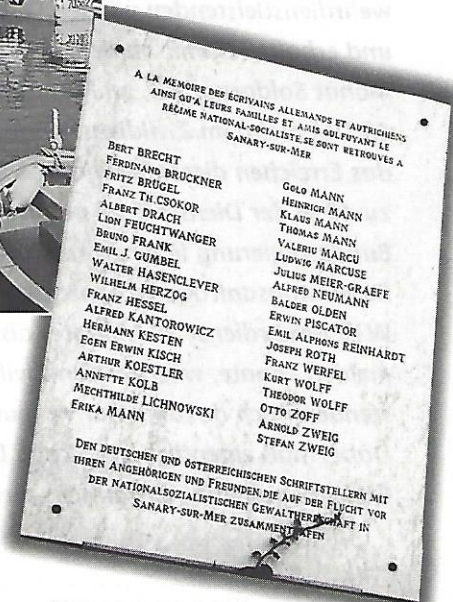 A LA MEMOIRE DES ÉCRIVAINS ALLEMANDS ET AUTRICHIENS
AINSI QU'A LEURS FAMILLES ET AMIS QUI,FUYANT LE
RÉGIME NATIONAL-SOCIALISTE,SE SONT RETROUVÉS A
SANARY-SUR-MER
BERT BRECHT
FERDINAND BRUCKNER
FRITZ BRÜGEL
FRANZ TH.CSOKOR
ALBERT DRACH
LION FEUCHTWANGER
BRUNO FRANK
EMIL J. GUMBEL
WALTER HASENCLEVER
WILHELM HERZOG
FRANZ HESSEL
ALFRED KANTOROWICZ
HERMANN KESTEN
EGEN ERWIN KISCH
ARTHUR KOESTLER
ANNETTE KOLB
MECHTHILDE LICHNOWSKI
ERIKA MANN
GOLO MANN
HEINRICH MANN
KLAUS MANN
THOMAS MANN
VALERIU MARCU
LUDWIG MARCUSE
JULIUS MEIER-GRAEFE
ALFRED NEUMANN
BALDER OLDEN
ERWIN PISCATOR
EMIL ALPHONS REINHARDT
JOSEPH ROTH
FRANZ WERFEL
KURT WOLFF
THEODOR WOLFF
OTTO ZOFF
ARNOLD ZWEIG
STEFAN ZWEIG
DEN DEUTSCHEN UND ÖSTERREICHISCHEN SCHRIFTSTELLERN MIT
IHREN ANGEHÖRIGEN UND FREUNDEN,DIE AUF DER FLUCHT VOR
DER NATIONALSOZIALISTISCHEN GEWALTHERRSCHAFT IN
SANARY-SUR-MER ZUSAMMENTRAFEN